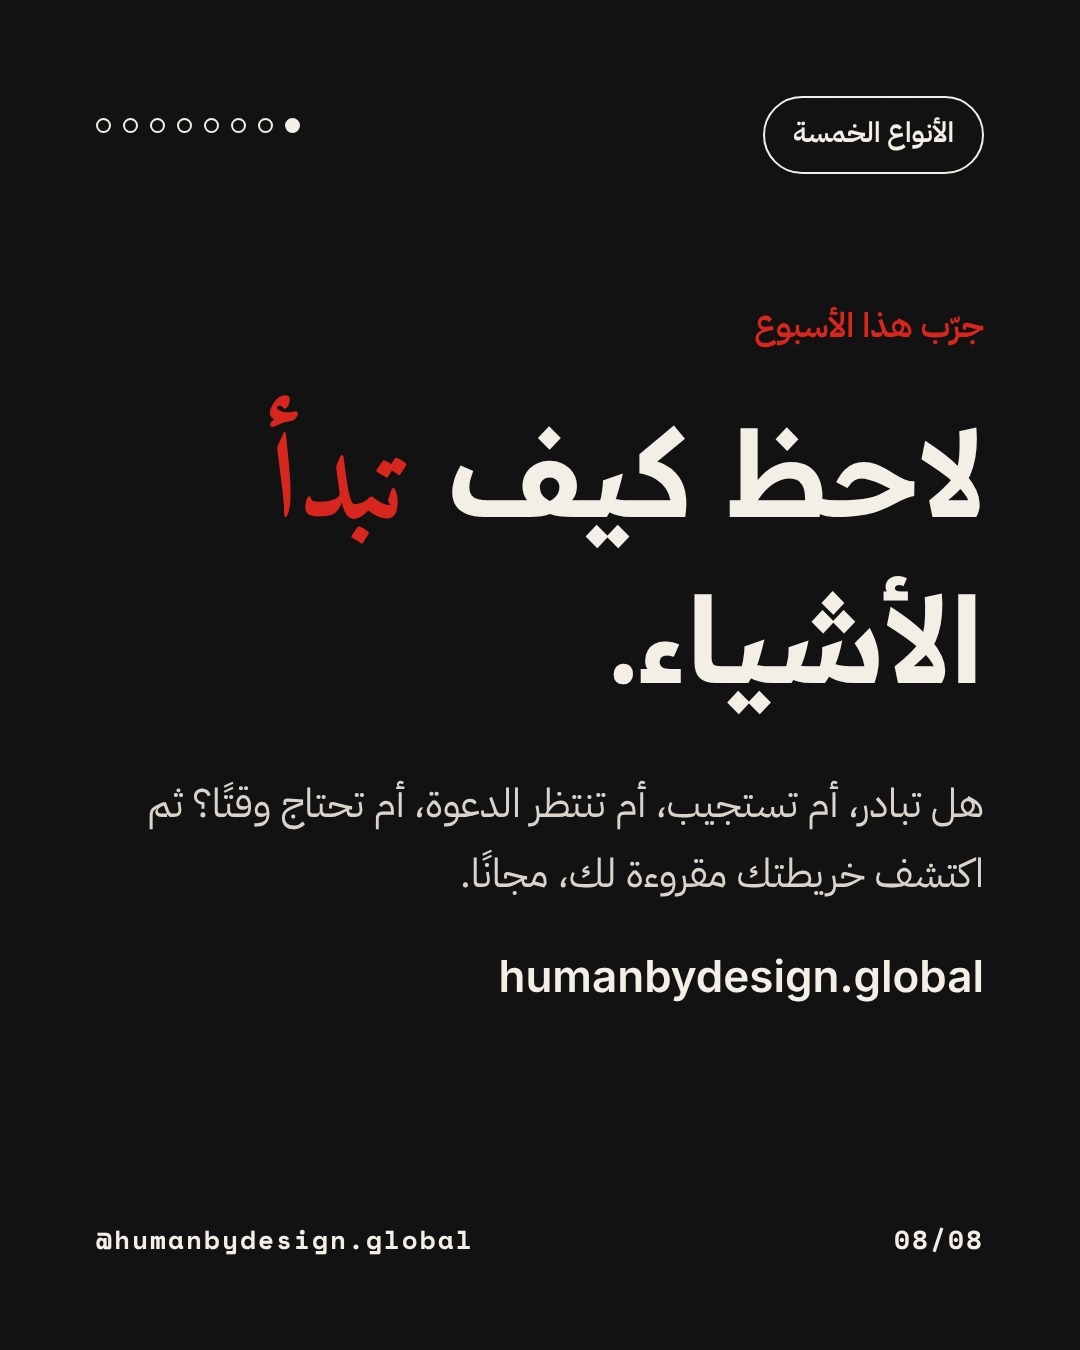 الأنواع الخمسة
جرّب هذا الأسبوع
لاحظ كيف تبدأ
الأشياء.
هل تبادر، أم تستجيب، أم تنتظر الدعوة، أم تحتاج وقتًا؟ ثم
اكتشف خريطتك مقروءة لك، مجانًا.
humanbydesign.global
@humanbydesign.global
08/08